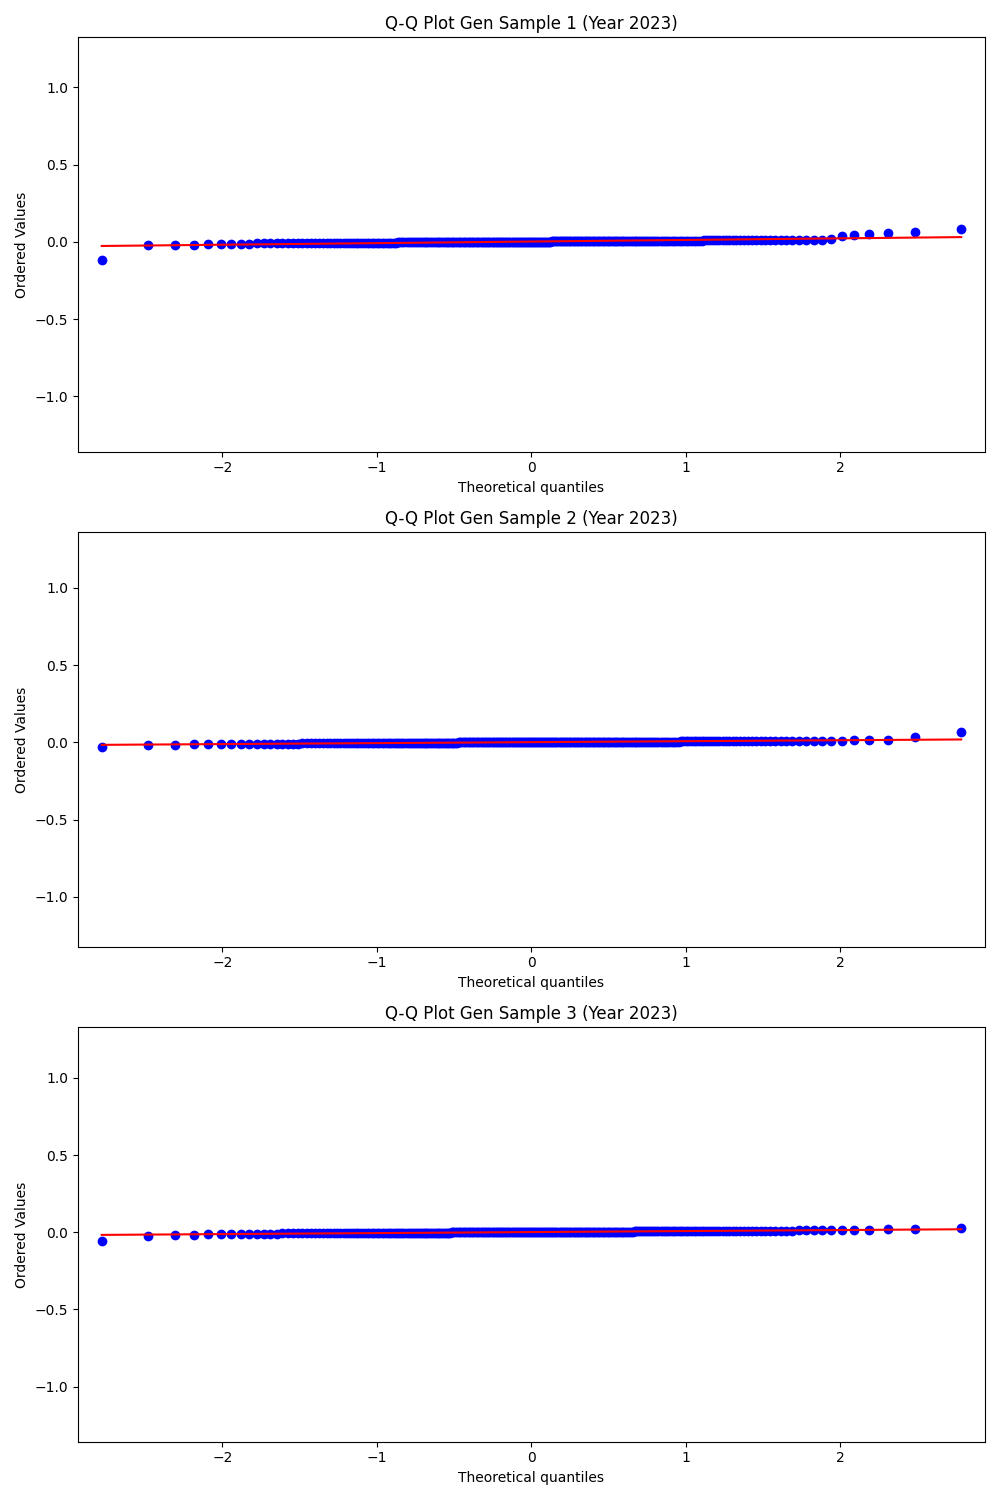 Q-Q Plot Gen Sample 1 (Year 2023)
1.0
0.5
0.0
−0.5
−1.0
Ordered Values
−2 −1 0 1 2
Theoretical quantiles
Q-Q Plot Gen Sample 2 (Year 2023)
1.0
0.5
0.0
−0.5
−1.0
Ordered Values
−2 −1 0 1 2
Theoretical quantiles
Q-Q Plot Gen Sample 3 (Year 2023)
1.0
0.5
0.0
−0.5
−1.0
Ordered Values
−2 −1 0 1 2
Theoretical quantiles